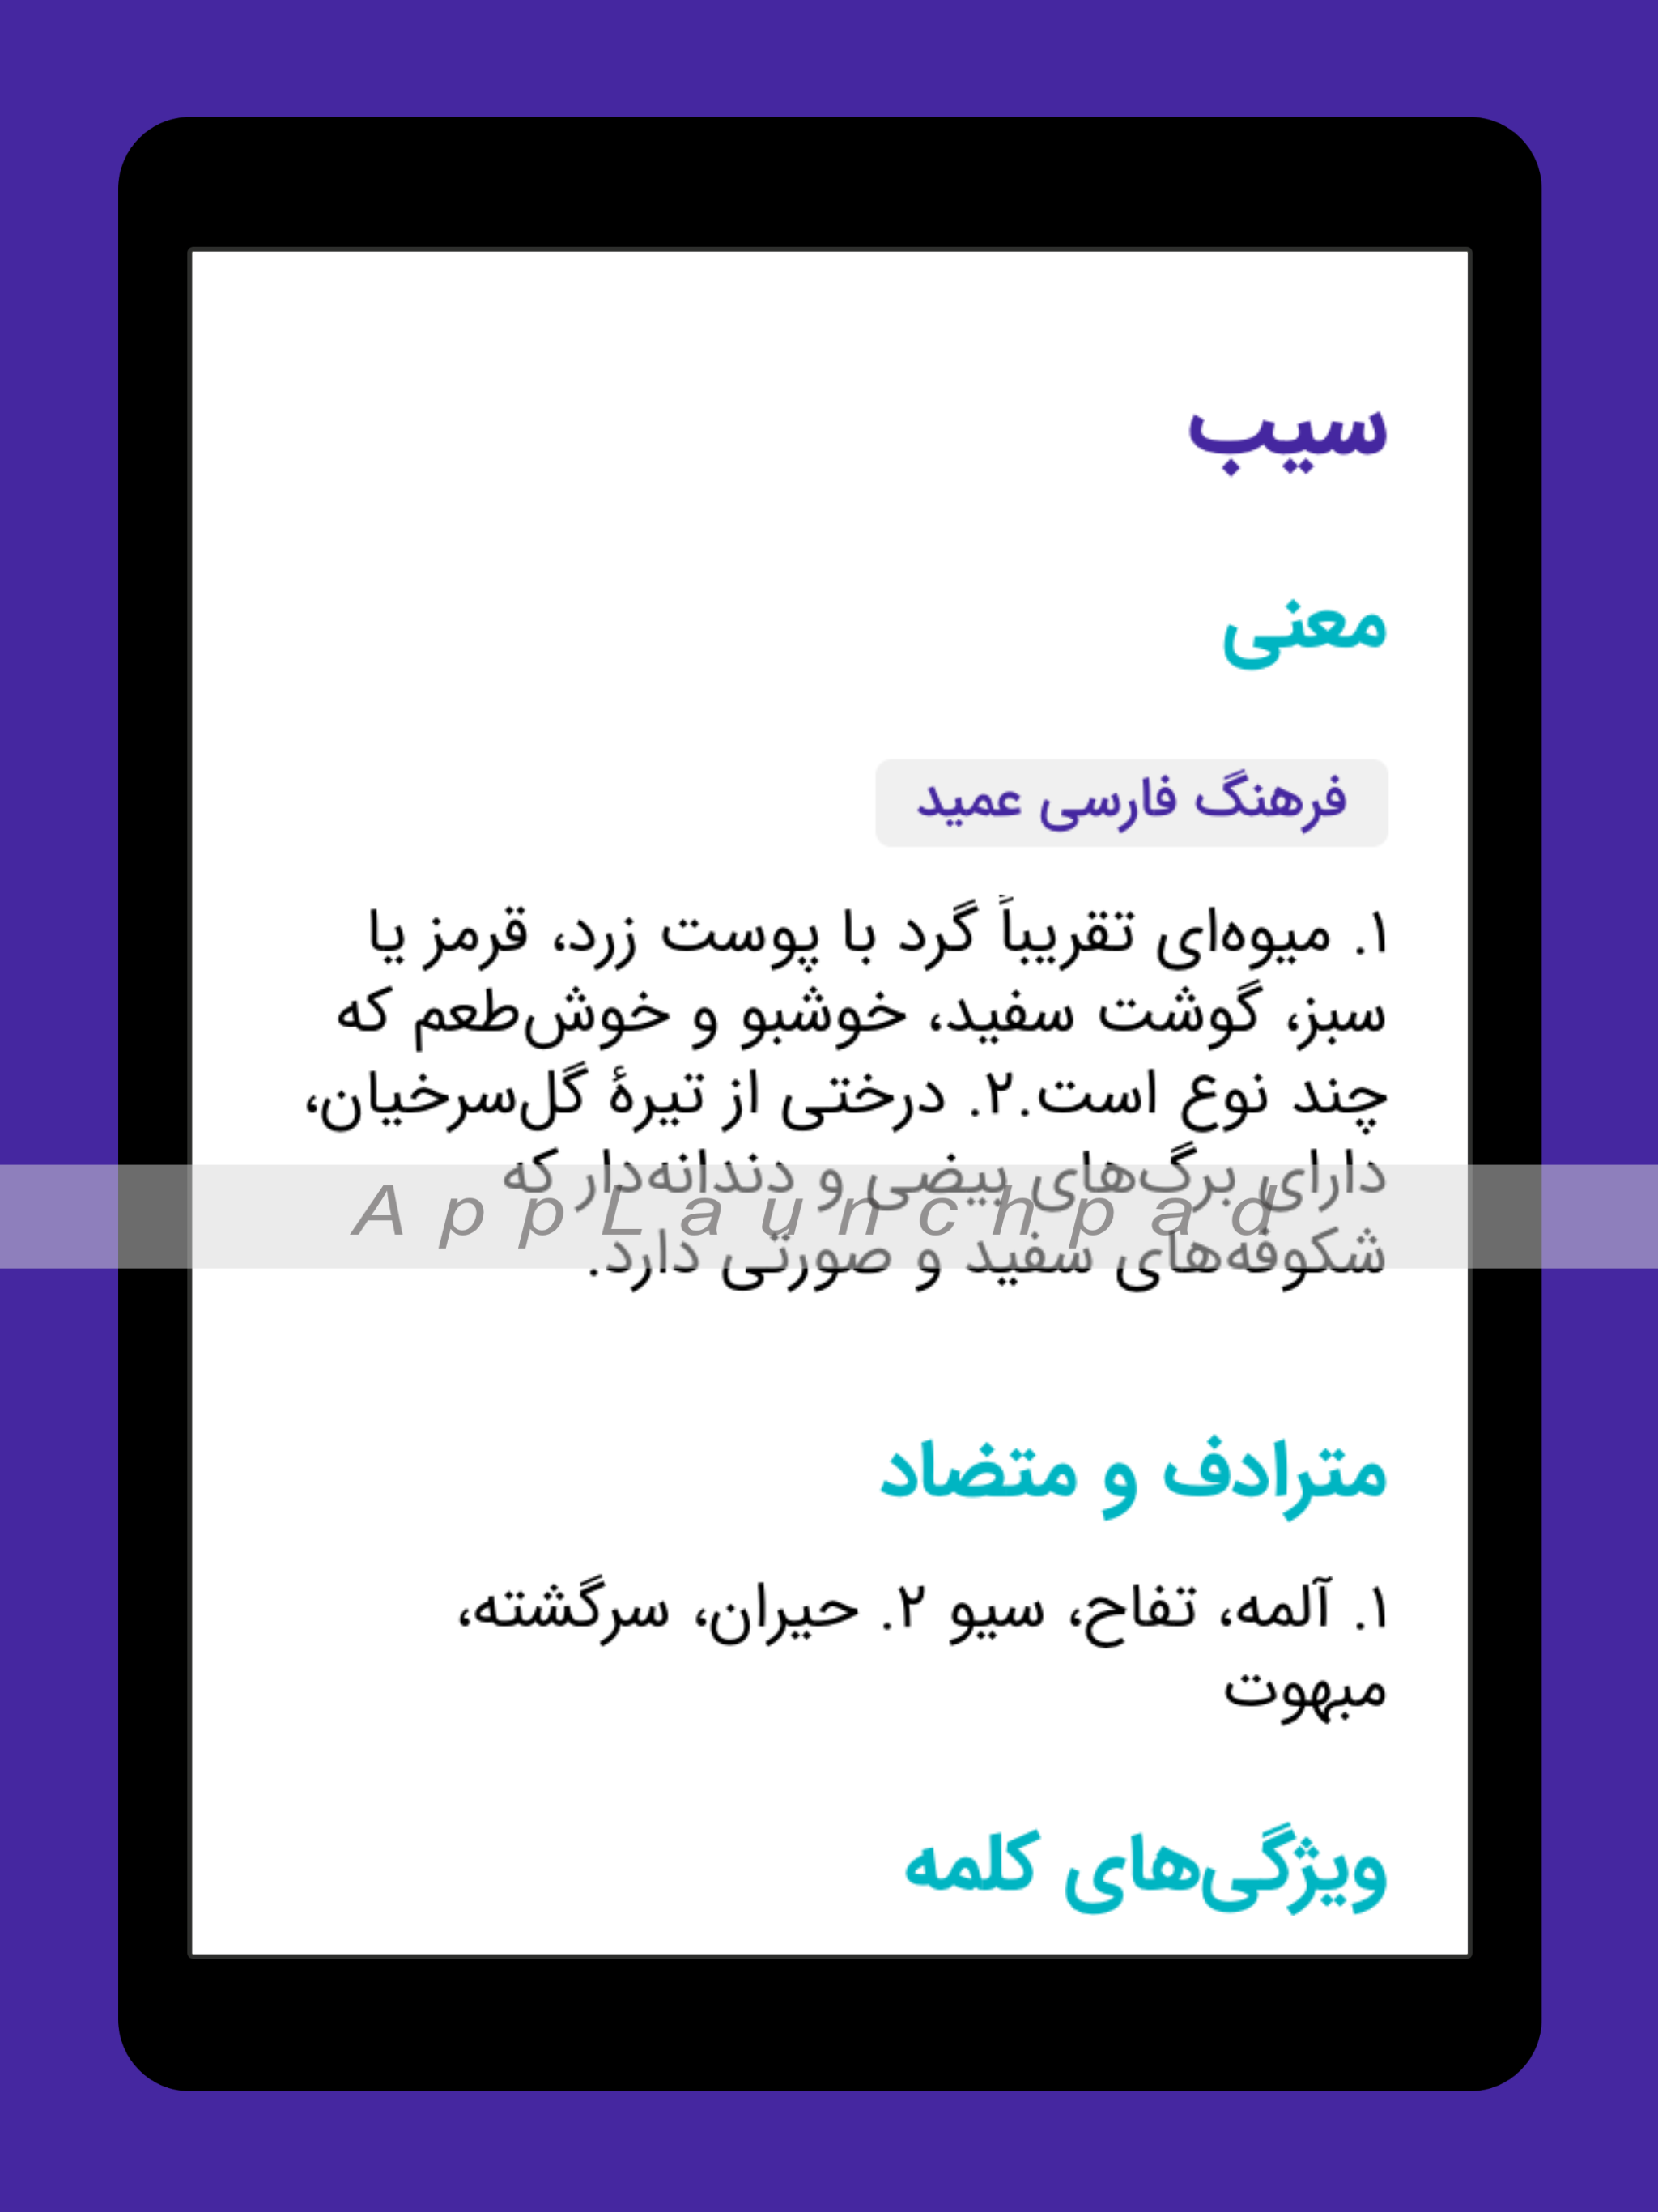 سیب
معنی
فرهنگ فارسی عمید
۱. میوه‌ای تقریباً گرد با پوست زرد، قرمز یا
سبز، گوشت سفید، خوشبو و خوش‌طعم که
چند نوع است.۲. درختی از تیرهٔ گل‌سرخیان،
دارای برگ‌های بیضی و دندانه‌دار که
AppLaunchpad
شکوفه‌های سفید و صورتی دارد.
مترادف و متضاد
۱. آلمه، تفاح، سیو ۲. حیران، سرگشته،
مبهوت
ویژگی‌های کلمه